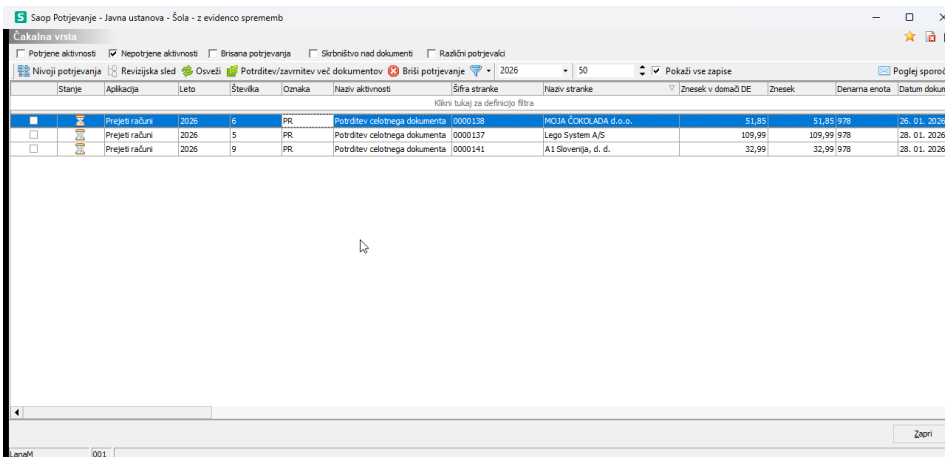 S Saop Potrjevanje - Javna ustanova - Šola - z evidenco sprememb
Čakalna vrsta
Potrjene aktivnosti Nepotrjene aktivnosti Brisana potrjevanja Skrbništvo nad dokumenti Različni potrjevalci
Nivoji potrjevanja Revizijska sled Osveži Potrditev/zavrnitev več dokumentov Briši potrjevanje 2026 50 Pokaži vse zapise Poglej sporoč
Stanje Aplikacija Leto Številka Oznaka Naziv aktivnosti Šifra stranke Naziv stranke Znesek v domači DE Znesek Denarna enota Datum dokum
Klikni tukaj za definicijo filtra
Prejeti računi 2026 6 PR Potrditev celotnega dokumenta 0000138 MOJA ČOKOLADA d.o.o. 51,85 51,85 978 26. 01. 2026
Prejeti računi 2026 5 PR Potrditev celotnega dokumenta 0000137 Lego System A/S 109,99 109,99 978 28. 01. 2026
Prejeti računi 2026 9 PR Potrditev celotnega dokumenta 0000141 A1 Slovenija, d. d. 32,99 32,99 978 28. 01. 2026
Zapri
LanaM 001